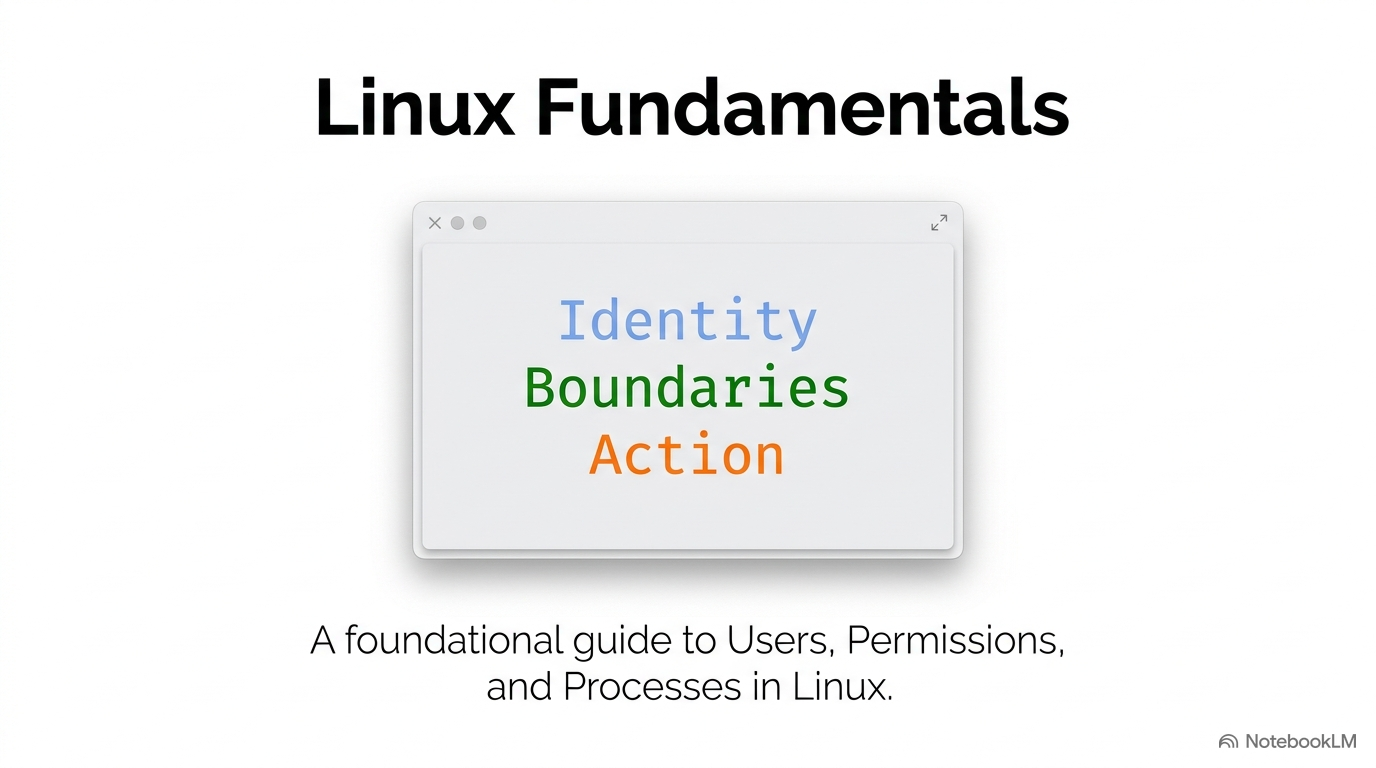 Linux Fundamentals
Identity
Boundaries
Action
A foundational guide to Users, Permissions,
and Processes in Linux.
NotebookLM